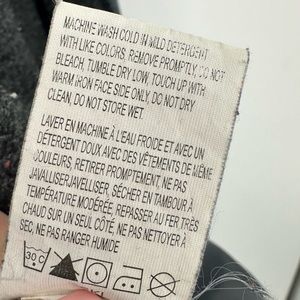 MACHINE WASH COLD IN MILD DETERGENT
WITH LIKE COLORS, REMOVE PROMPTLY, DO NOT
BLEACH, TUMBLE DRY LOW, TOUCH UP WITH
WARM IRON FACE SIDE ONLY, DO NOT DRY
CLEAN, DO NOT STORE WET
LAVER EN MACHINE À L'EAU FROIDE ET AVEC UN
DÉTERGENT DOUX AVEC DES VÊTEMENTS DE MÊME
COULEURS, RETIRER PROMPTEMENT, NE PAS
JAVALLISER/JAVELLISER, SÉCHER EN TAMBOUR, À
TEMPÉRATURE MODÉRÉE, REPASSER AU FER TRÈS
CHAUD SUR UN SEUL CÔTÉ, NE PAS NETTOYER À
SEC, NE PAS RANGER HUMIDE
30 C